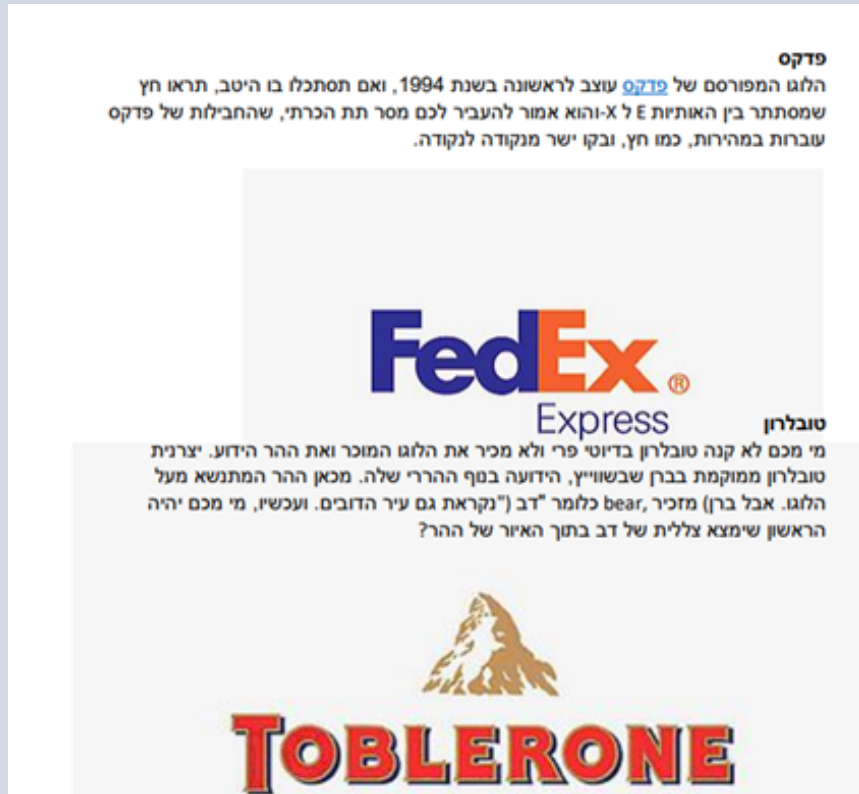 פדקס
הלוגו המפורסם של פדקס עוצב לראשונה בשנת 1994, ואם תסתכלו בו היטב, תראו חץ
שמסתתר בין האותיות E ל X-והוא אמור להעביר לכם מסר תת הכרתי, שהחבילות של פדקס
עוברות במהירות, כמו חץ, ובקו ישר מנקודה לנקודה.
FedEx®
Express
טובלרון
מי מכם לא קנה טובלרון בדיוטי פרי ולא מכיר את הלוגו המוכר ואת ההר הידוע. יצרנית
טובלרון ממוקמת בברן שבשווייץ, הידועה בנוף ההררי שלה. מכאן ההר המתנשא מעל
הלוגו. אבל ברן) מזכיר ,bear כלומר "דב ("נקראת גם עיר הדובים. ועכשיו, מי מכם יהיה
הראשון שימצא צללית של דב בתוך האיור של ההר?
TOBLERONE